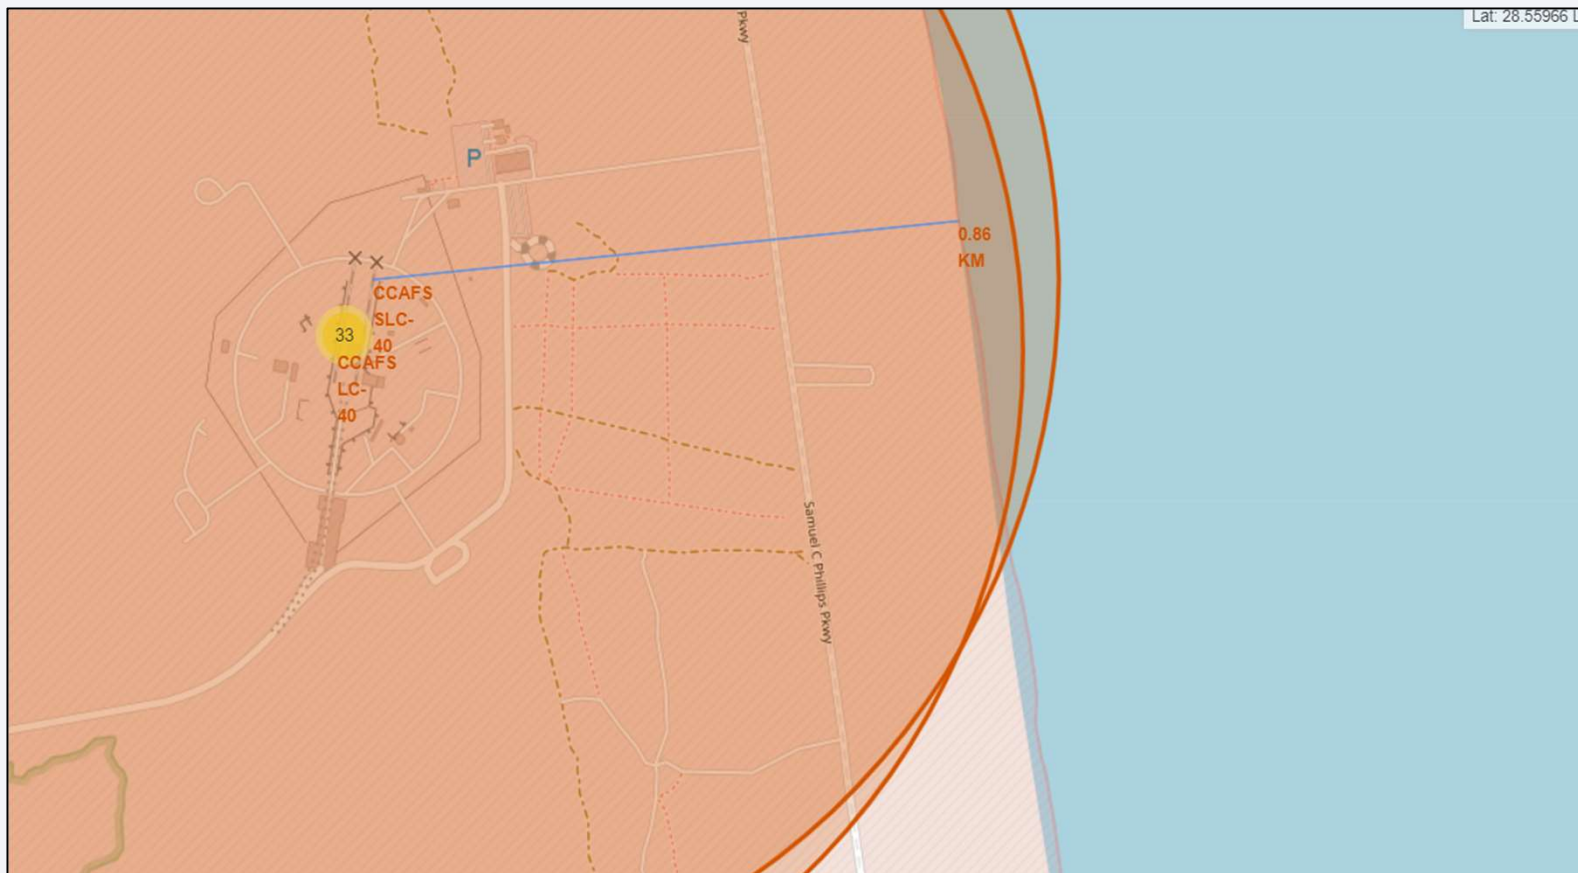 Pkwy
Lat: 28.55966 L
P
0.86
KM
CCAFS
SLC-
40
33
CCAFS
LC-
40
Samuel C Phillips Pkwy